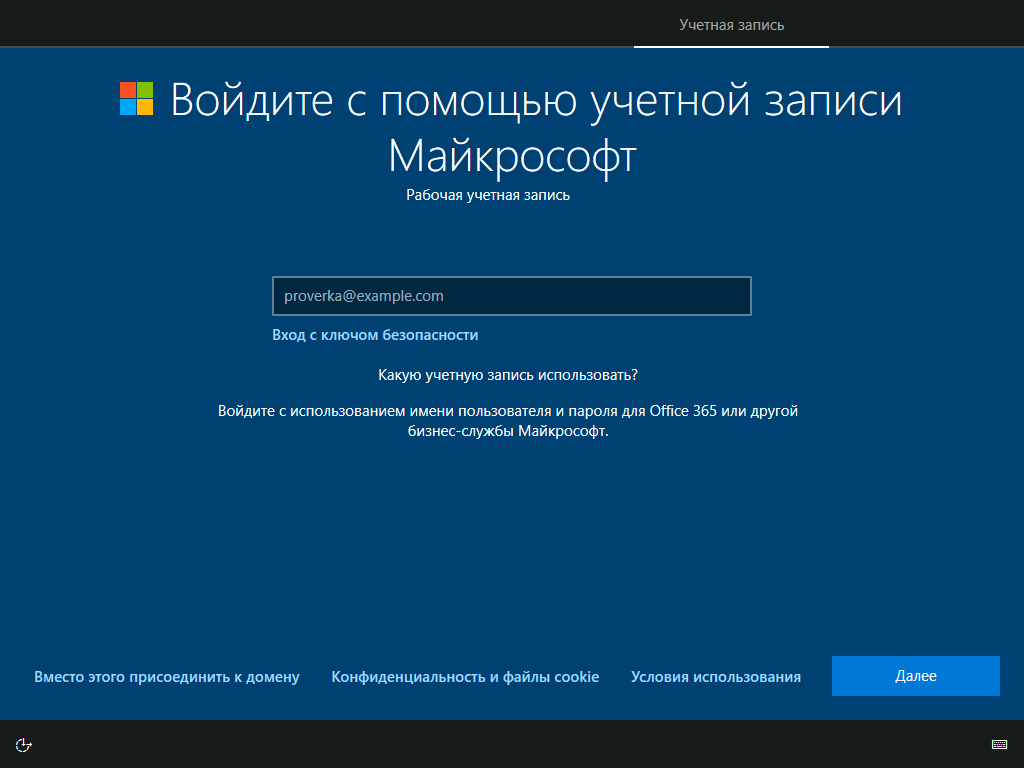 Учетная запись
Войдите с помощью учетной записи
Майкрософт
Рабочая учетная запись
proverka@example.com
Вход с ключом безопасности
Какую учетную запись использовать?
Войдите с использованием имени пользователя и пароля для Office 365 или другой
бизнес-службы Майкрософт.
Вместо этого присоединить к домену
Конфиденциальность и файлы cookie
Условия использования
Далее